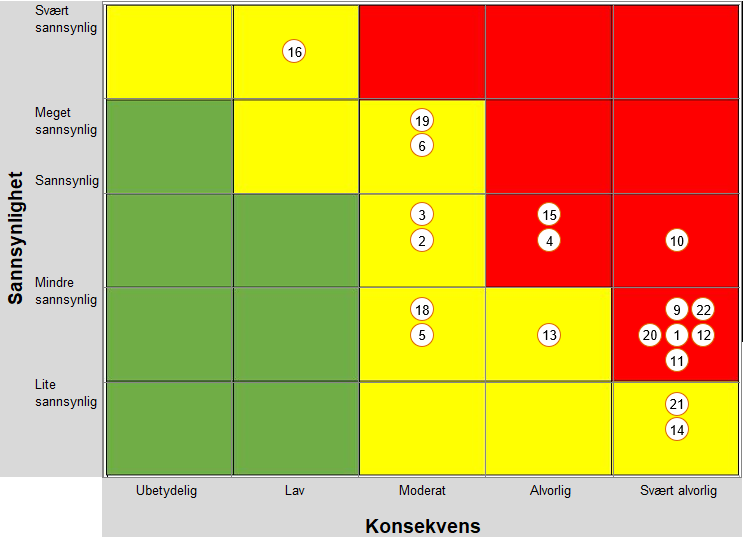 Svært
sannsynlig
16
Meget
sannsynlig
19
6
Sannsynlig
3
15
2
4
10
Mindre
sannsynlig
18
9
22
5
13
20
1
12
11
Lite
sannsynlig
21
14
Sannsynlighet
Ubetydelig
Lav
Moderat
Alvorlig
Svært alvorlig
Konsekvens